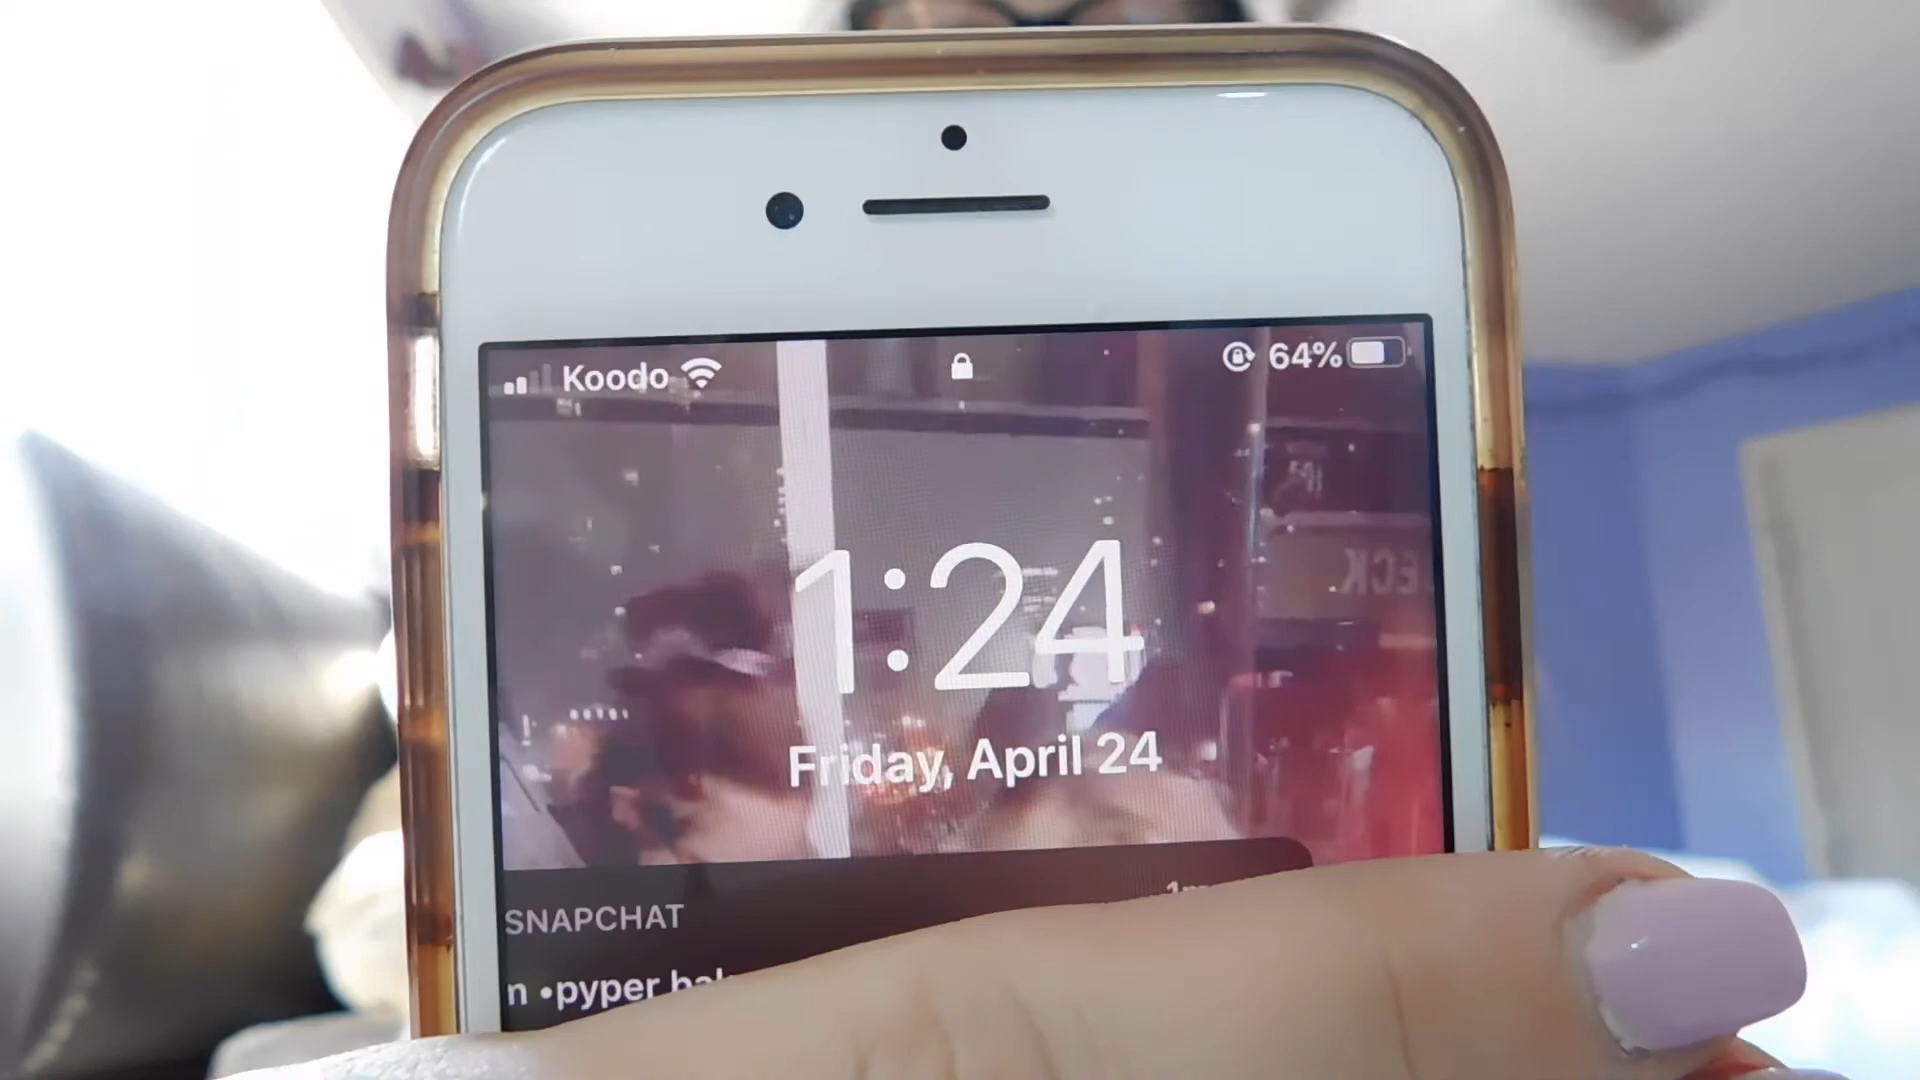 Koodo 64%
1:24
Friday, April 24
SNAPCHAT
•pyper